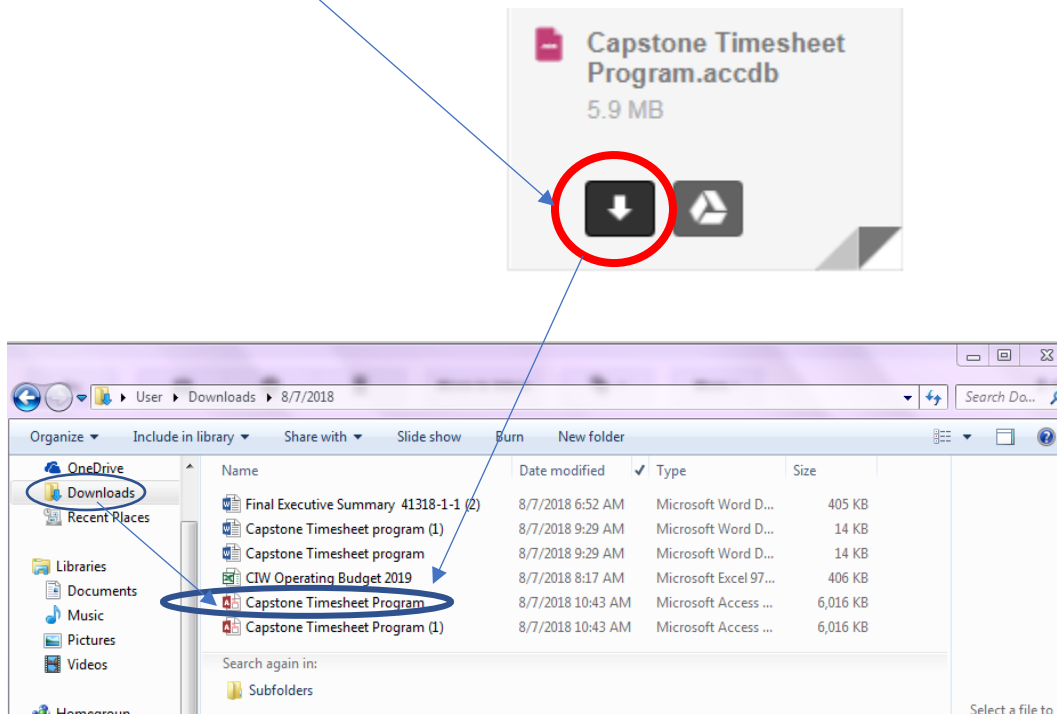 Capstone Timesheet
Program.accdb
5.9 MB
User ▸ Downloads ▸ 8/7/2018
Search Do...
Organize Include in library Share with Slide show Burn New folder
OneDrive
Downloads
Recent Places
Libraries
Documents
Music
Pictures
Videos
Homegroup
Name Date modified Type Size
Final Executive Summary 41318-1-1 (2) 8/7/2018 6:52 AM Microsoft Word D... 405 KB
Capstone Timesheet program (1) 8/7/2018 9:29 AM Microsoft Word D... 14 KB
Capstone Timesheet program 8/7/2018 9:29 AM Microsoft Word D... 14 KB
CIW Operating Budget 2019 8/7/2018 8:17 AM Microsoft Excel 97... 406 KB
Capstone Timesheet Program 8/7/2018 10:43 AM Microsoft Access ... 6,016 KB
Capstone Timesheet Program (1) 8/7/2018 10:43 AM Microsoft Access ... 6,016 KB
Search again in:
Subfolders
Select a file to